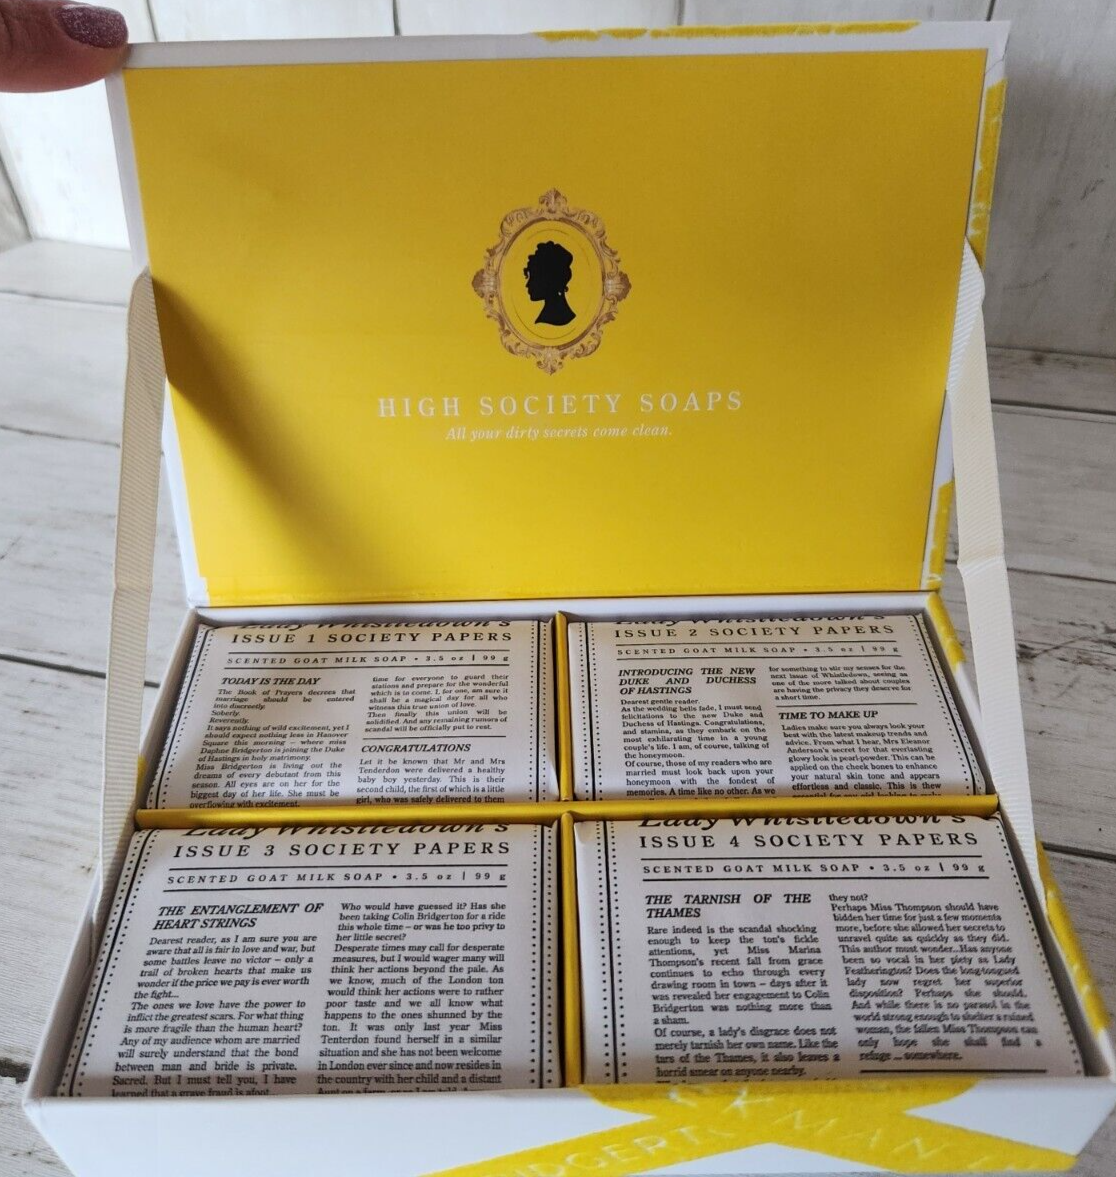 HIGH SOCIETY SOAPS
All your dirty secrets come clean.
Lady Whistledown's
ISSUE 1 SOCIETY PAPERS
SCENTED GOAT MILK SOAP • 3.5 oz | 99 g
TODAY IS THE DAY
The Book of Prayers decrees that
marriage should be entered
into discreetly.
Soberly.
Reverently.
It says nothing of wild excitement, yet I
should expect nothing less in Hanover
Square this morning – where miss
Daphne Bridgerton is joining the Duke
of Hastings in holy matrimony.
Miss Bridgerton is living out the
dreams of every debutant from this
season. All eyes are on her for the
biggest day of her life. She must be
overflowing with excitement.
time for everyone to guard their
stations and prepare for the wonderful
which is to come. I, for one, am sure it
shall be a magical day for all who
witness this true union of love.
Then finally this union will be
solidified. And any remaining rumors of
scandal will be officially put to rest.
CONGRATULATIONS
Let it be known that Mr and Mrs
Tenderdon were delivered a healthy
baby boy yesterday. This is their
second child, the first of which is a little
girl, who was safely delivered to them
Lady Whistledown's
ISSUE 2 SOCIETY PAPERS
SCENTED GOAT MILK SOAP • 3.5 oz | 99 g
INTRODUCING THE NEW
DUKE AND DUCHESS
OF HASTINGS
Dearest gentle reader.
As the wedding bells fade, I must send
felicitations to the new Duke and
Duchess of Hastings. Congratulations,
and stamina, as they embark on the
most exhilarating time in a young
couple's life. I am, of course, talking of
the honeymoon.
Of course, those of my readers who are
married must look back upon your
honeymoon with the fondest of
memories. A time like no other. As we
for something to stir my senses for the
next issue of Whistledown, seeing as
one of the more talked about couples
are having the privacy they deserve for
a short time.
TIME TO MAKE UP
Ladies make sure you always look your
best with the latest makeup trends and
advice. From what I hear, Mrs Eleanor
Anderson's secret for that everlasting
glowy look is pearl-powder. This can be
applied on the cheek bones to enhance
your natural skin tone and appears
effortless and classic. This is thew
Lady Whistledown's
ISSUE 3 SOCIETY PAPERS
SCENTED GOAT MILK SOAP • 3.5 oz | 99 g
THE ENTANGLEMENT OF
HEART STRINGS
Dearest reader, as I am sure you are
aware that all is fair in love and war, but
some battles leave no victor – only a
trail of broken hearts that make us
wonder if the price we pay is ever worth
the fight...
The ones we love have the power to
inflict the greatest scars. For what thing
is more fragile than the human heart?
Any of my audience whom are married
will surely understand that the bond
between man and bride is private.
Sacred. But I must tell you, I have
learned that a grave fraud is afoot
Who would have guessed it? Has she
been taking Colin Bridgerton for a ride
this whole time – or was he too privy to
her little secret?
Desperate times may call for desperate
measures, but I would wager many will
think her actions beyond the pale. As
we know, much of the London ton
would think her actions were to rather
poor taste and we all know what
happens to the ones shunned by the
ton. It was only last year Miss
Tenterdon found herself in a similar
situation and she has not been welcome
in London ever since and now resides in
the country with her child and a distant
Lady Whistledown's
ISSUE 4 SOCIETY PAPERS
SCENTED GOAT MILK SOAP • 3.5 oz | 99 g
THE TARNISH OF THE
THAMES
Rare indeed is the scandal shocking
enough to keep the ton's fickle
attentions, yet Miss Marina
Thompson's recent fall from grace
continues to echo through every
drawing room in town – days after it
was revealed her engagement to Colin
Bridgerton was nothing more than
a sham.
Of course, a lady's disgrace does not
merely tarnish her own name. Like the
tars of the Thames, it also leaves a
horrid smear on anyone nearby.
they not?
Perhaps Miss Thompson should have
hidden her time for just a few moments
more, before she allowed her secrets to
unravel quite as quickly as they did.
This author must wonder...Has anyone
been so vocal in her piety as Lady
Featherington? Does the long-tongued
lady now regret her superior
disposition? Perhaps she should.
And while there is no parasol in the
world strong enough to shelter a ruined
woman, the fallen Miss Thompson can
only hope she shall find a
refuge ... somewhere.